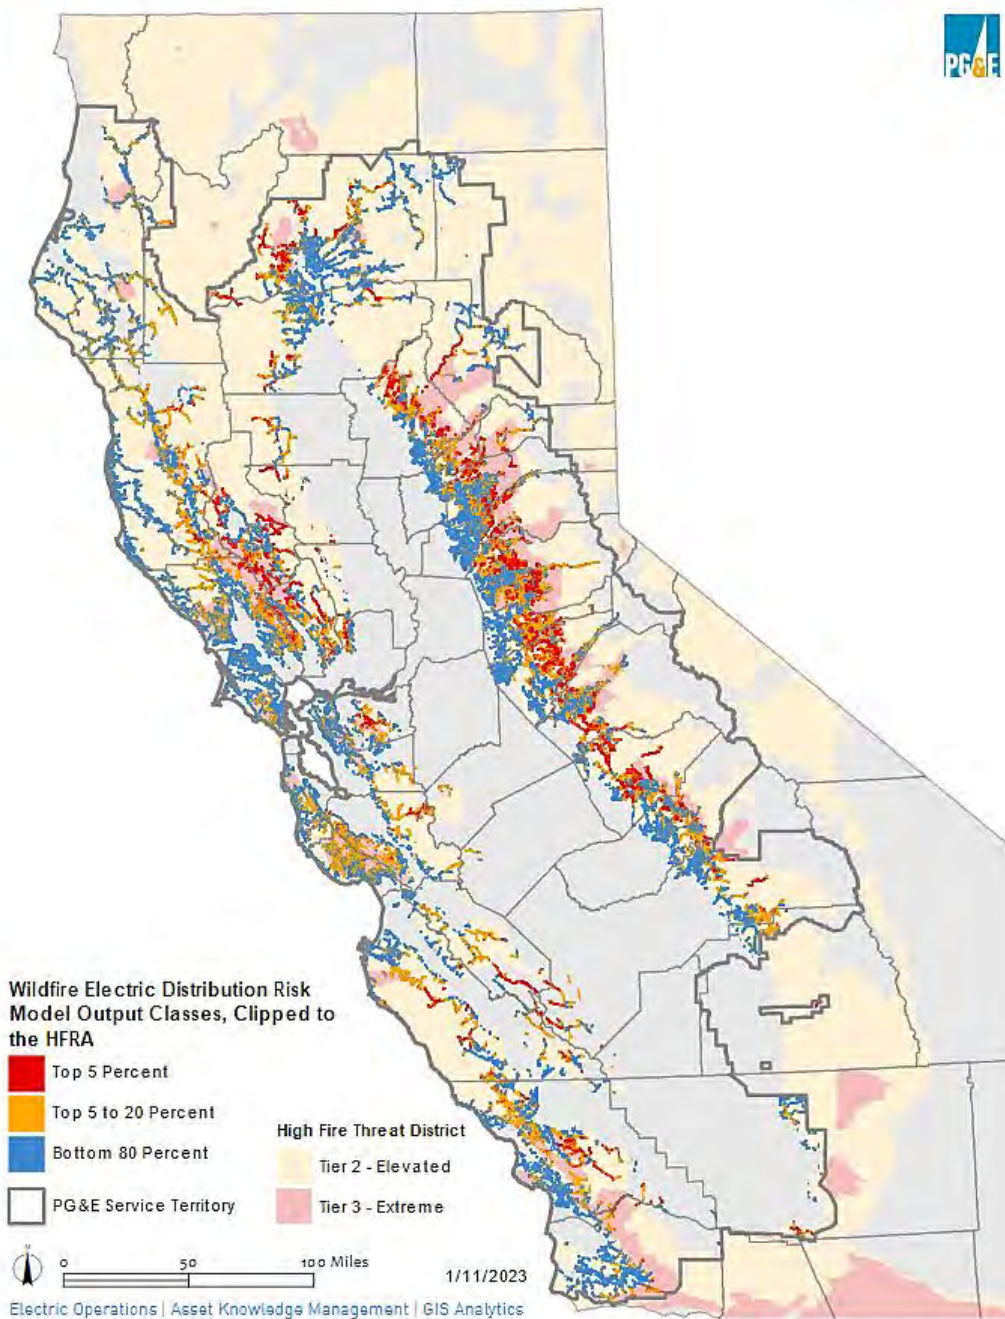 PG&E
Wildfire Electric Distribution Risk
Model Output Classes, Clipped to
the HFRA
Top 5 Percent
Top 5 to 20 Percent
Bottom 80 Percent
PG&E Service Territory
High Fire Threat District
Tier 2 - Elevated
Tier 3 - Extreme
N
0 50 100 Miles
1/11/2023
Electric Operations | Asset Knowledge Management | GIS Analytics